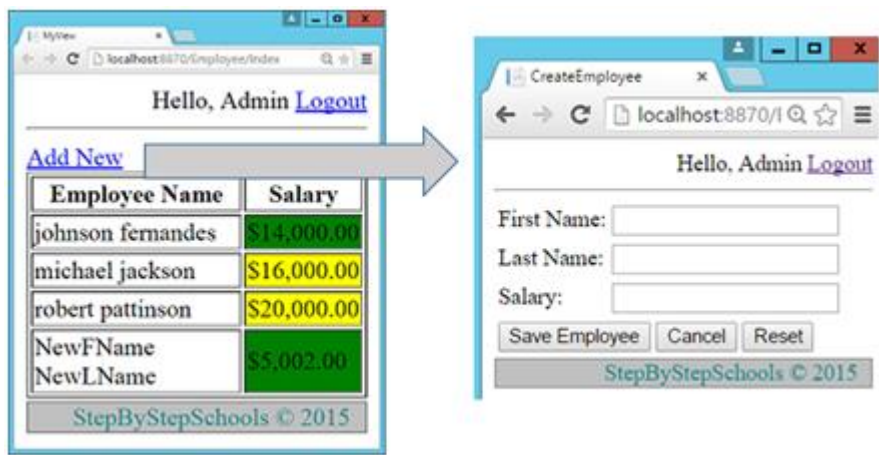 MyView
localhost:8870/Employee/Index
Hello, Admin Logout
Add New
Employee Name Salary
johnson fernandes $14,000.00
michael jackson $16,000.00
robert pattinson $20,000.00
NewFName
NewLName $5,002.00
StepByStepSchools © 2015
CreateEmployee
localhost:8870/
Hello, Admin Logout
First Name:
Last Name:
Salary:
Save Employee Cancel Reset
StepByStepSchools © 2015